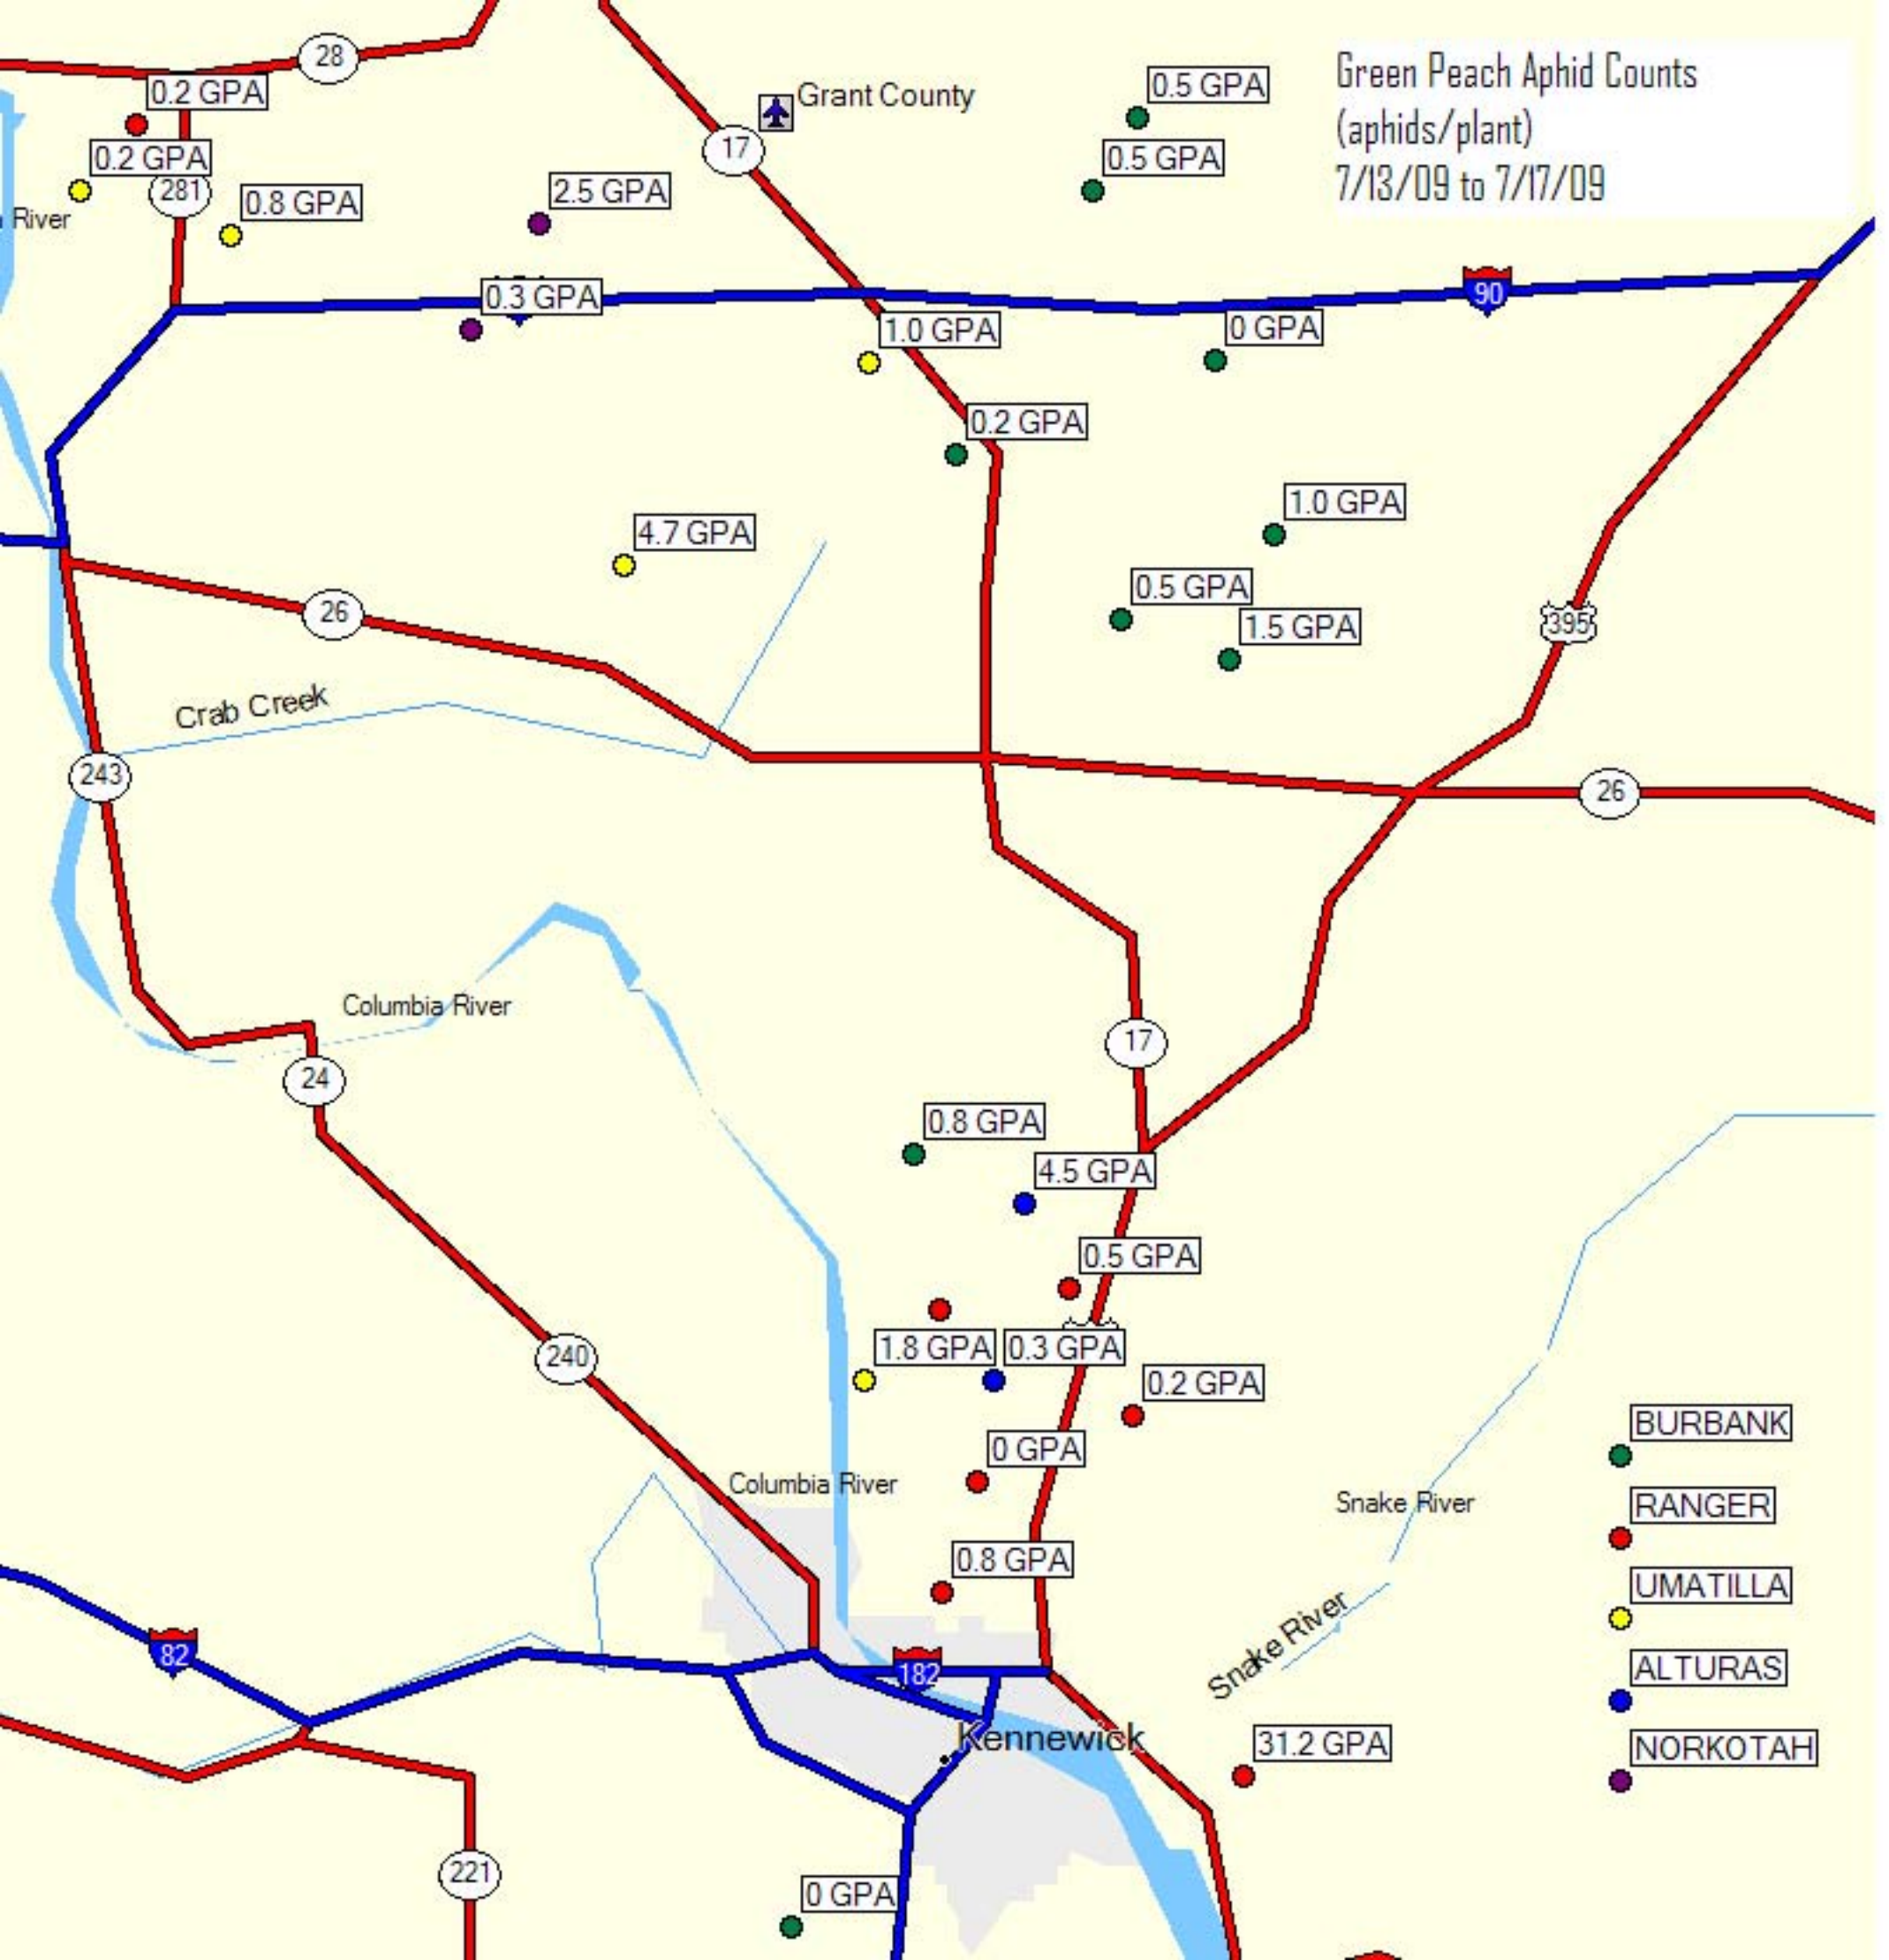 28
0.2 GPA
Grant County
0.5 GPA
Green Peach Aphid Counts
(aphids/plant)
7/13/09 to 7/17/09
17
0.2 GPA
0.5 GPA
281
0.8 GPA
2.5 GPA
River
0.3 GPA
90
1.0 GPA
0 GPA
0.2 GPA
1.0 GPA
4.7 GPA
0.5 GPA
26
1.5 GPA
395
Crab Creek
243
26
Columbia River
17
24
0.8 GPA
4.5 GPA
0.5 GPA
240
1.8 GPA
0.3 GPA
0.2 GPA
BURBANK
0 GPA
Columbia River
Snake River
RANGER
0.8 GPA
UMATILLA
82
182
Snake River
ALTURAS
Kennewick
31.2 GPA
NORKOTAH
221
0 GPA